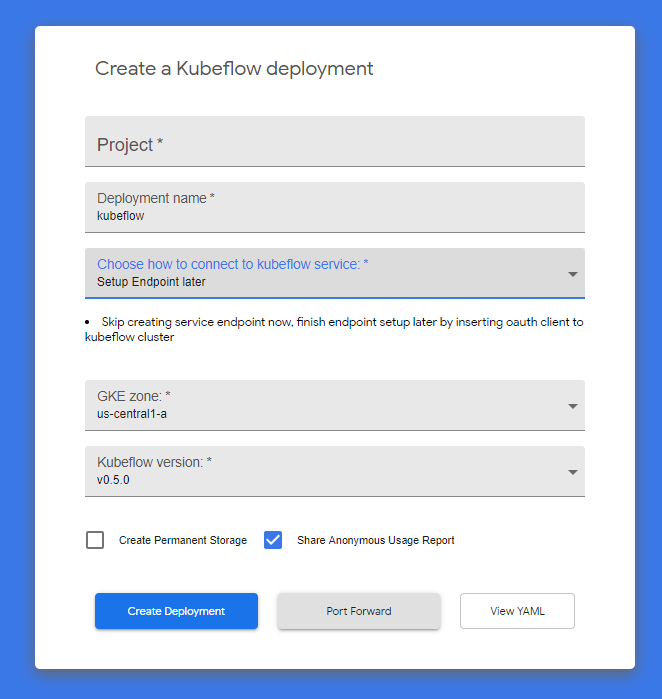 Create a Kubeflow deployment
Project *
Deployment name *
kubeflow
Choose how to connect to kubeflow service: *
Setup Endpoint later
• Skip creating service endpoint now, finish endpoint setup later by inserting oauth client to
kubeflow cluster
GKE zone: *
us-central1-a
Kubeflow version: *
v0.5.0
Create Permanent Storage Share Anonymous Usage Report
Create Deployment Port Forward View YAML